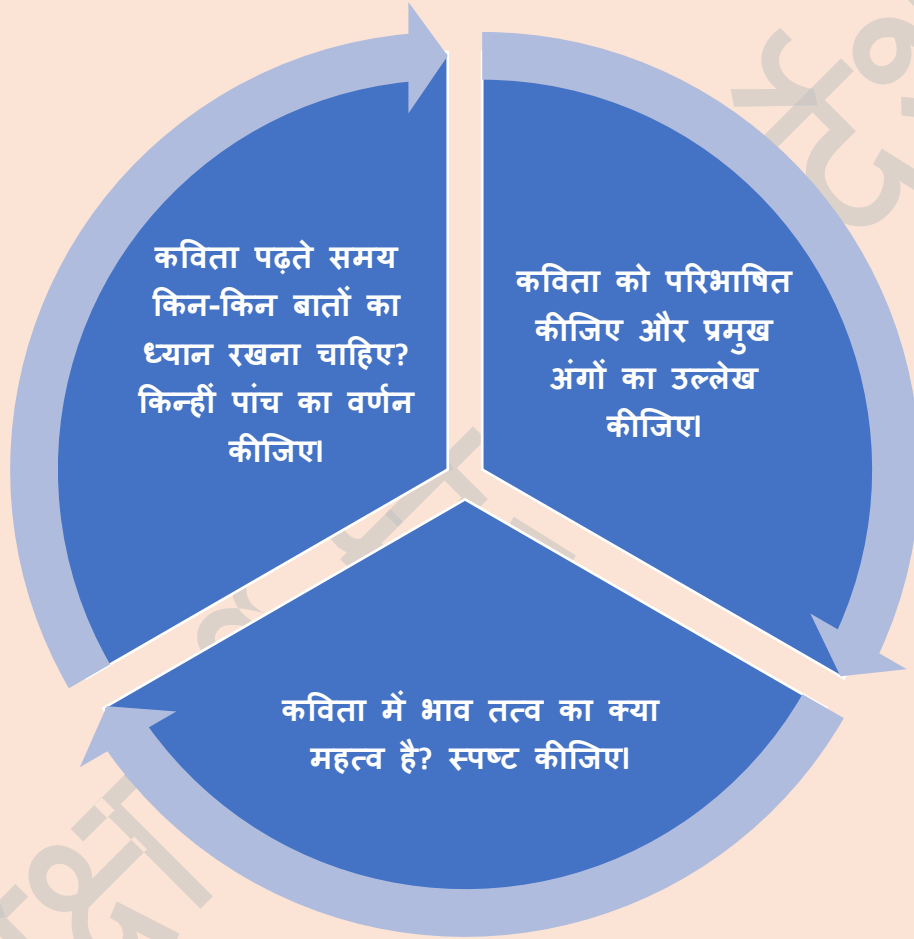 कविता को परिभाषित
कीजिए और प्रमुख
अंगों का उल्लेख
कीजिए।
कविता में भाव तत्व का क्या
महत्व है? स्पष्ट कीजिए।
कविता पढ़ते समय
किन-किन बातों का
ध्यान रखना चाहिए?
किन्हीं पांच का वर्णन
कीजिए।